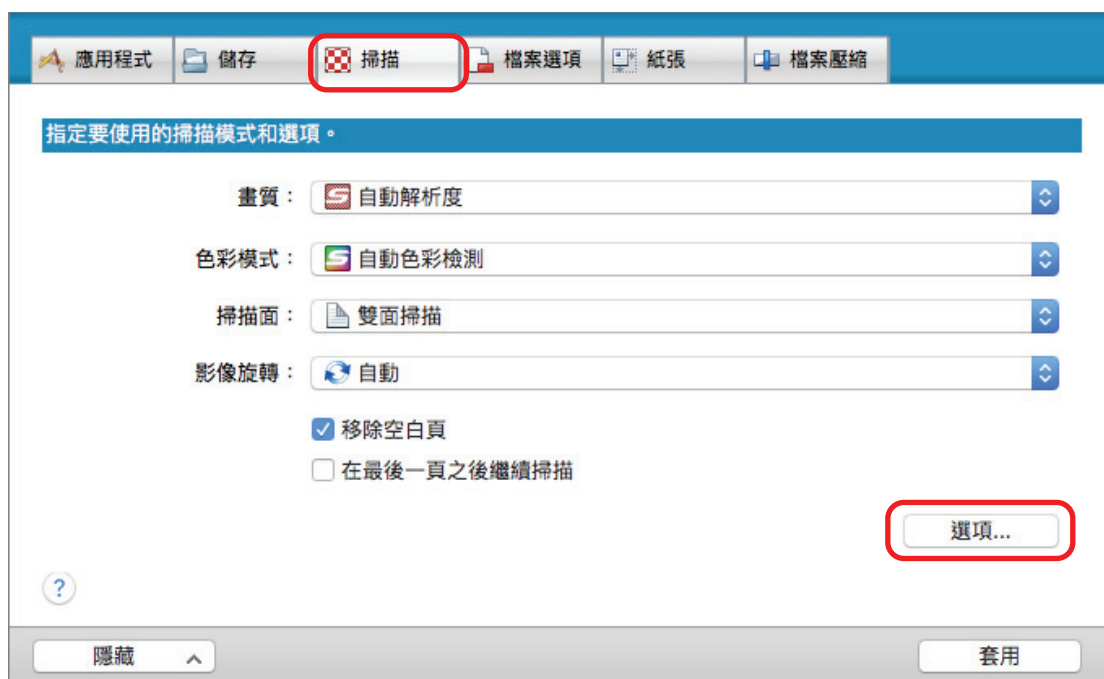 應用程式 儲存 掃描 檔案選項 紙張 檔案壓縮
指定要使用的掃描模式和選項。
畫質： 自動解析度
色彩模式： 自動色彩檢測
掃描面： 雙面掃描
影像旋轉： 自動
移除空白頁
在最後一頁之後繼續掃描
選項...
?
隱藏 套用